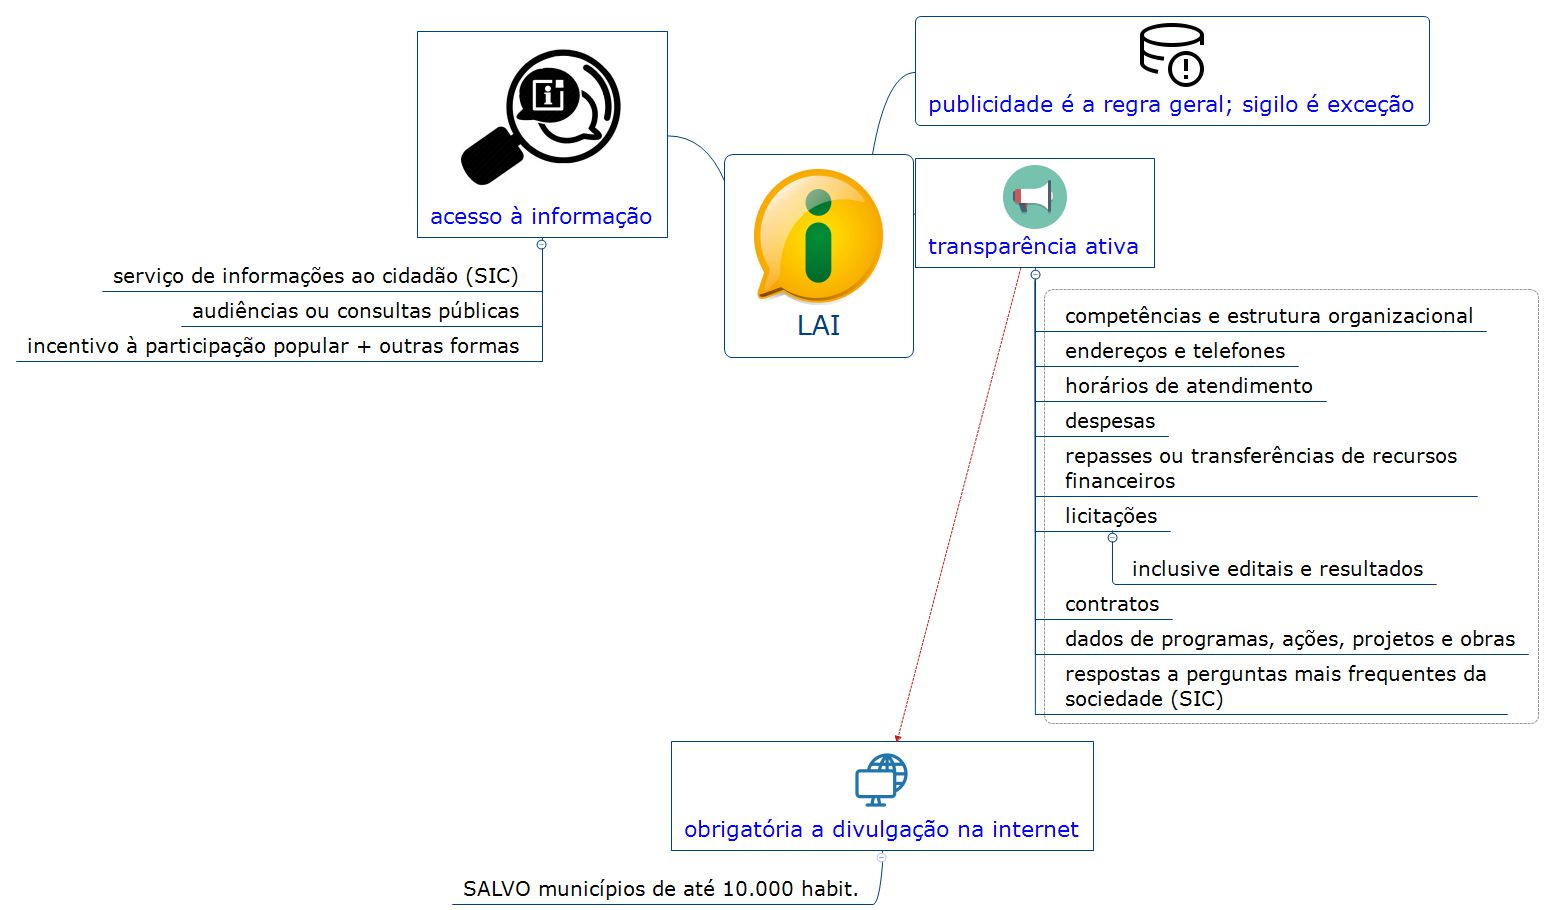 publicidade é a regra geral; sigilo é exceção
acesso à informação
serviço de informações ao cidadão (SIC)
audiências ou consultas públicas
incentivo à participação popular + outras formas
LAI
transparência ativa
competências e estrutura organizacional
endereços e telefones
horários de atendimento
despesas
repasses ou transferências de recursos
financeiros
licitações
inclusive editais e resultados
contratos
dados de programas, ações, projetos e obras
respostas a perguntas mais frequentes da
sociedade (SIC)
obrigatória a divulgação na internet
SALVO municípios de até 10.000 habit.